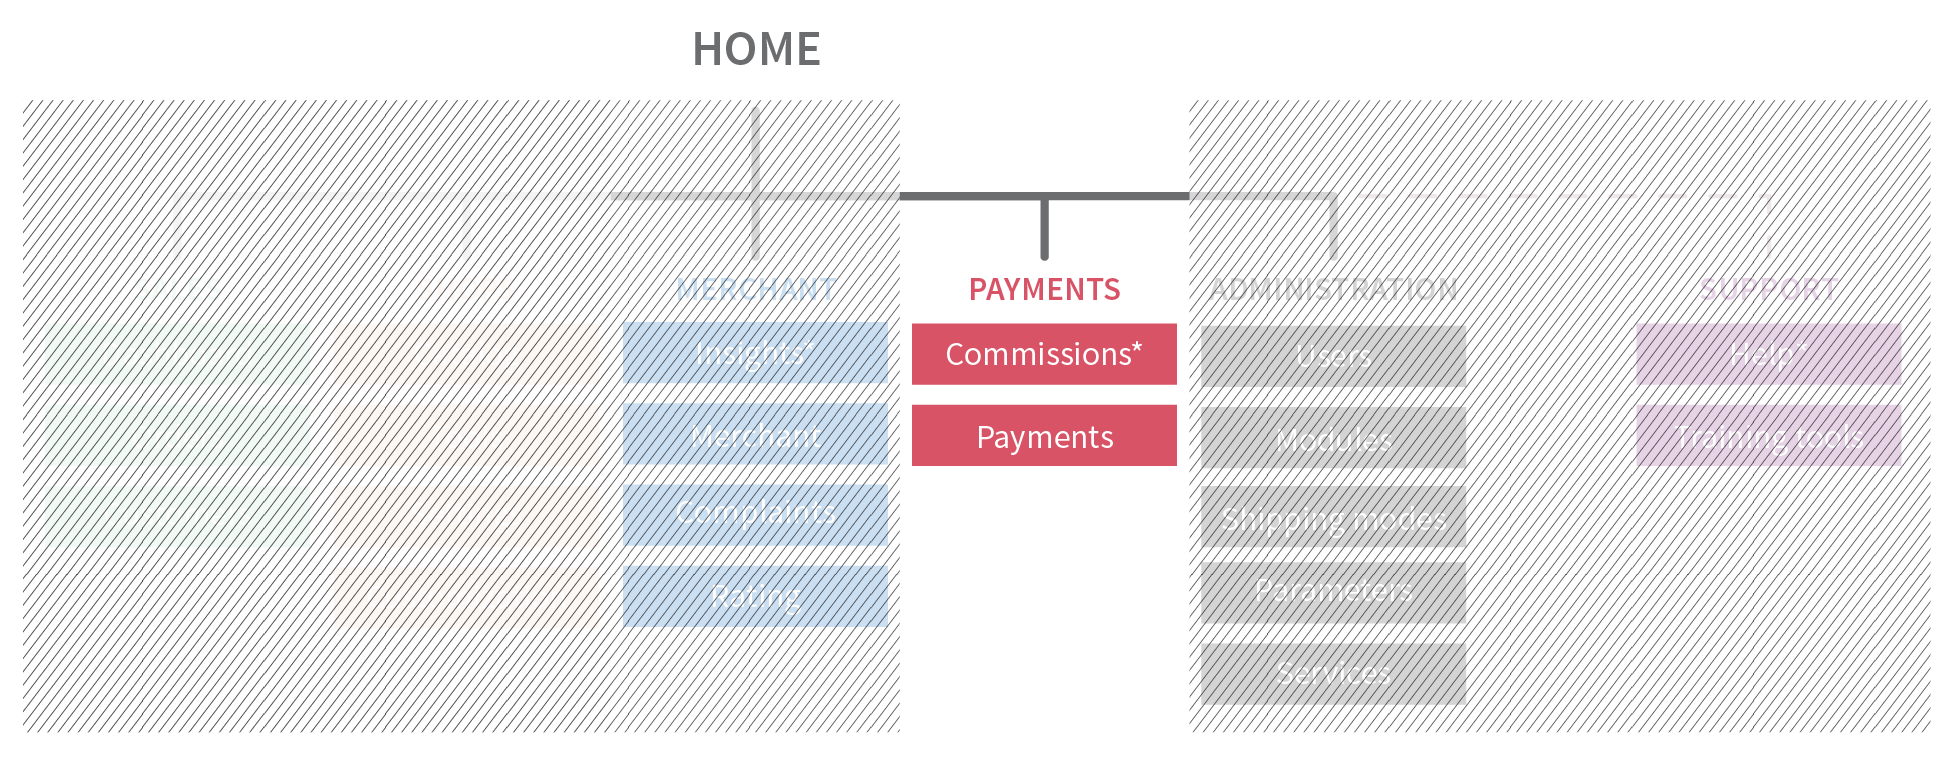 HOME
MERCHANT
Insights*
Merchant
Complaints
Rating
PAYMENTS
Commissions*
Payments
ADMINISTRATION
Users
Modules
Shipping modes
Parameters
Services
SUPPORT
Help*
Training tools